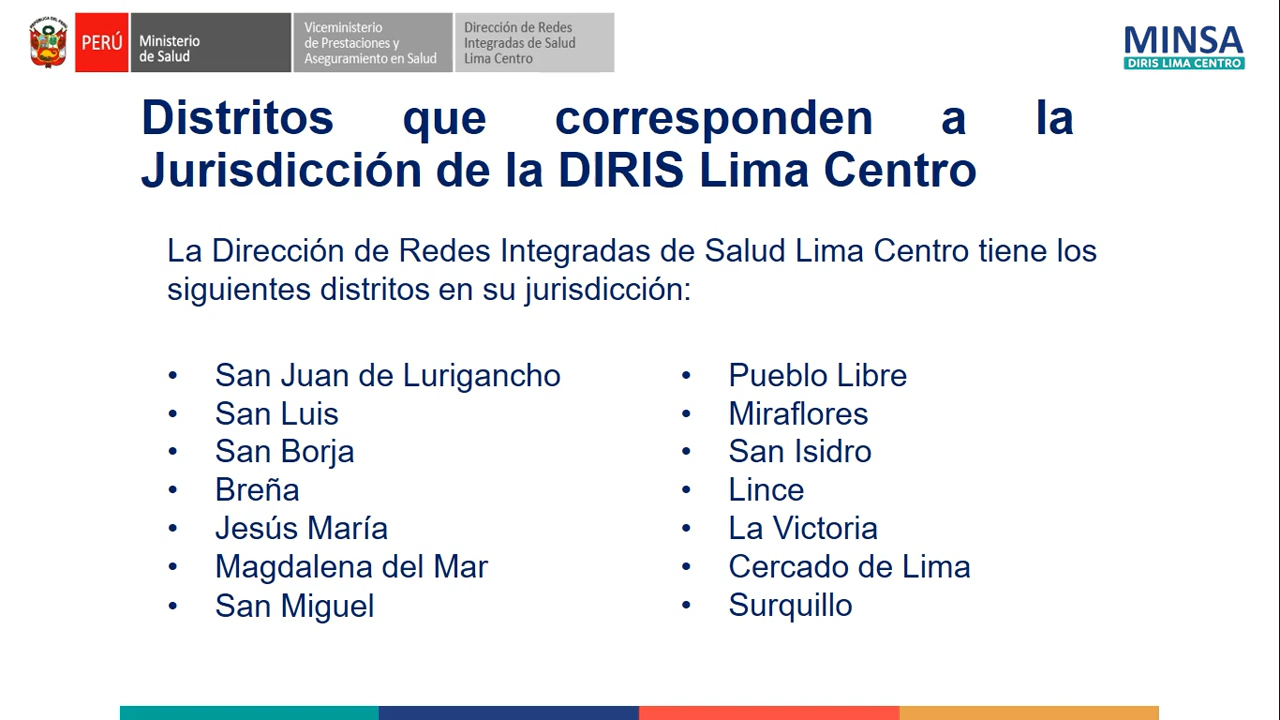 REPÚBLICA DEL PERÚ
PERÚ
Ministerio
de Salud
Viceministerio
de Prestaciones y
Aseguramiento en Salud
Dirección de Redes
Integradas de Salud
Lima Centro
MINSA
DIRIS LIMA CENTRO
Distritos que corresponden a la
Jurisdicción de la DIRIS Lima Centro
La Dirección de Redes Integradas de Salud Lima Centro tiene los
siguientes distritos en su jurisdicción:
• San Juan de Lurigancho
• San Luis
• San Borja
• Breña
• Jesús María
• Magdalena del Mar
• San Miguel
• Pueblo Libre
• Miraflores
• San Isidro
• Lince
• La Victoria
• Cercado de Lima
• Surquillo